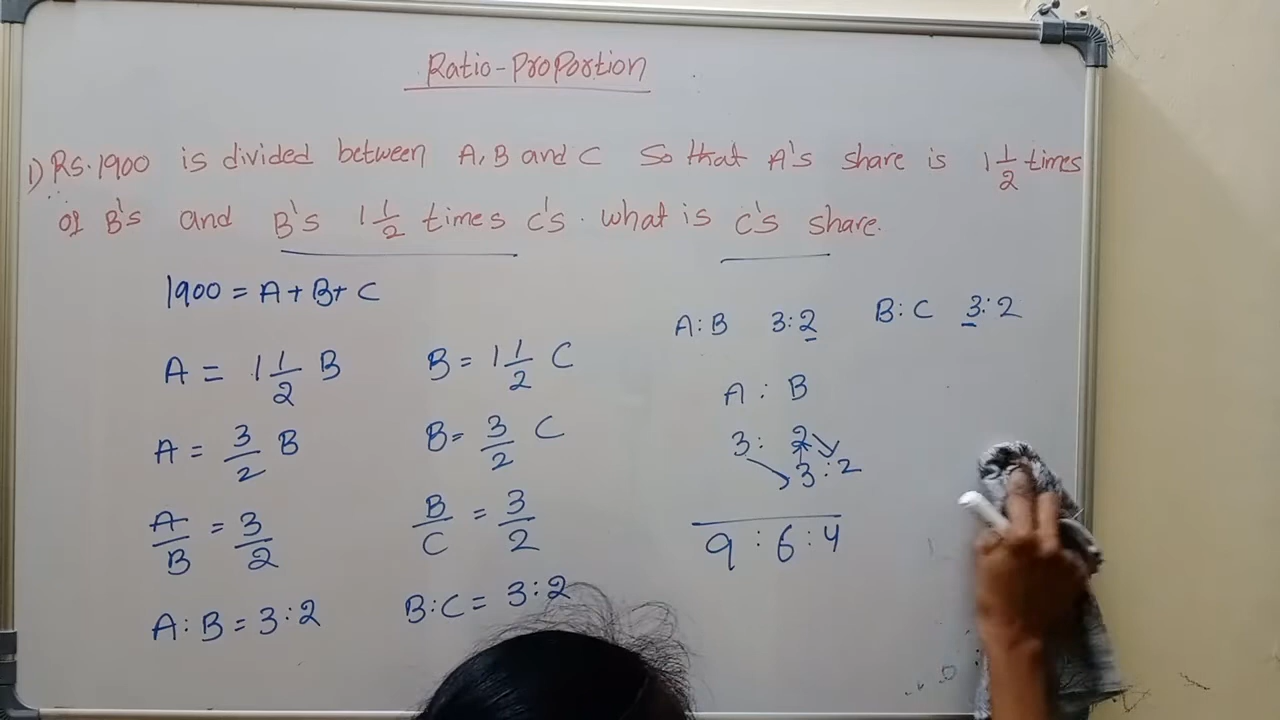 Ratio-Proportion
1) Rs.1900 is divided between A, B and C So that A's share is 1 1/2 times
of B's and B's 1 1/2 times C's. what is C's share.
1900 = A + B + C
A = 1 1/2 B
A = 3/2 B
A/B = 3/2
A:B = 3:2
B = 1 1/2 C
B = 3/2 C
B/C = 3/2
B:C = 3:2
A:B 3:2 B:C 3:2
A : B
3 : 2
3 : 2
9 : 6 : 4